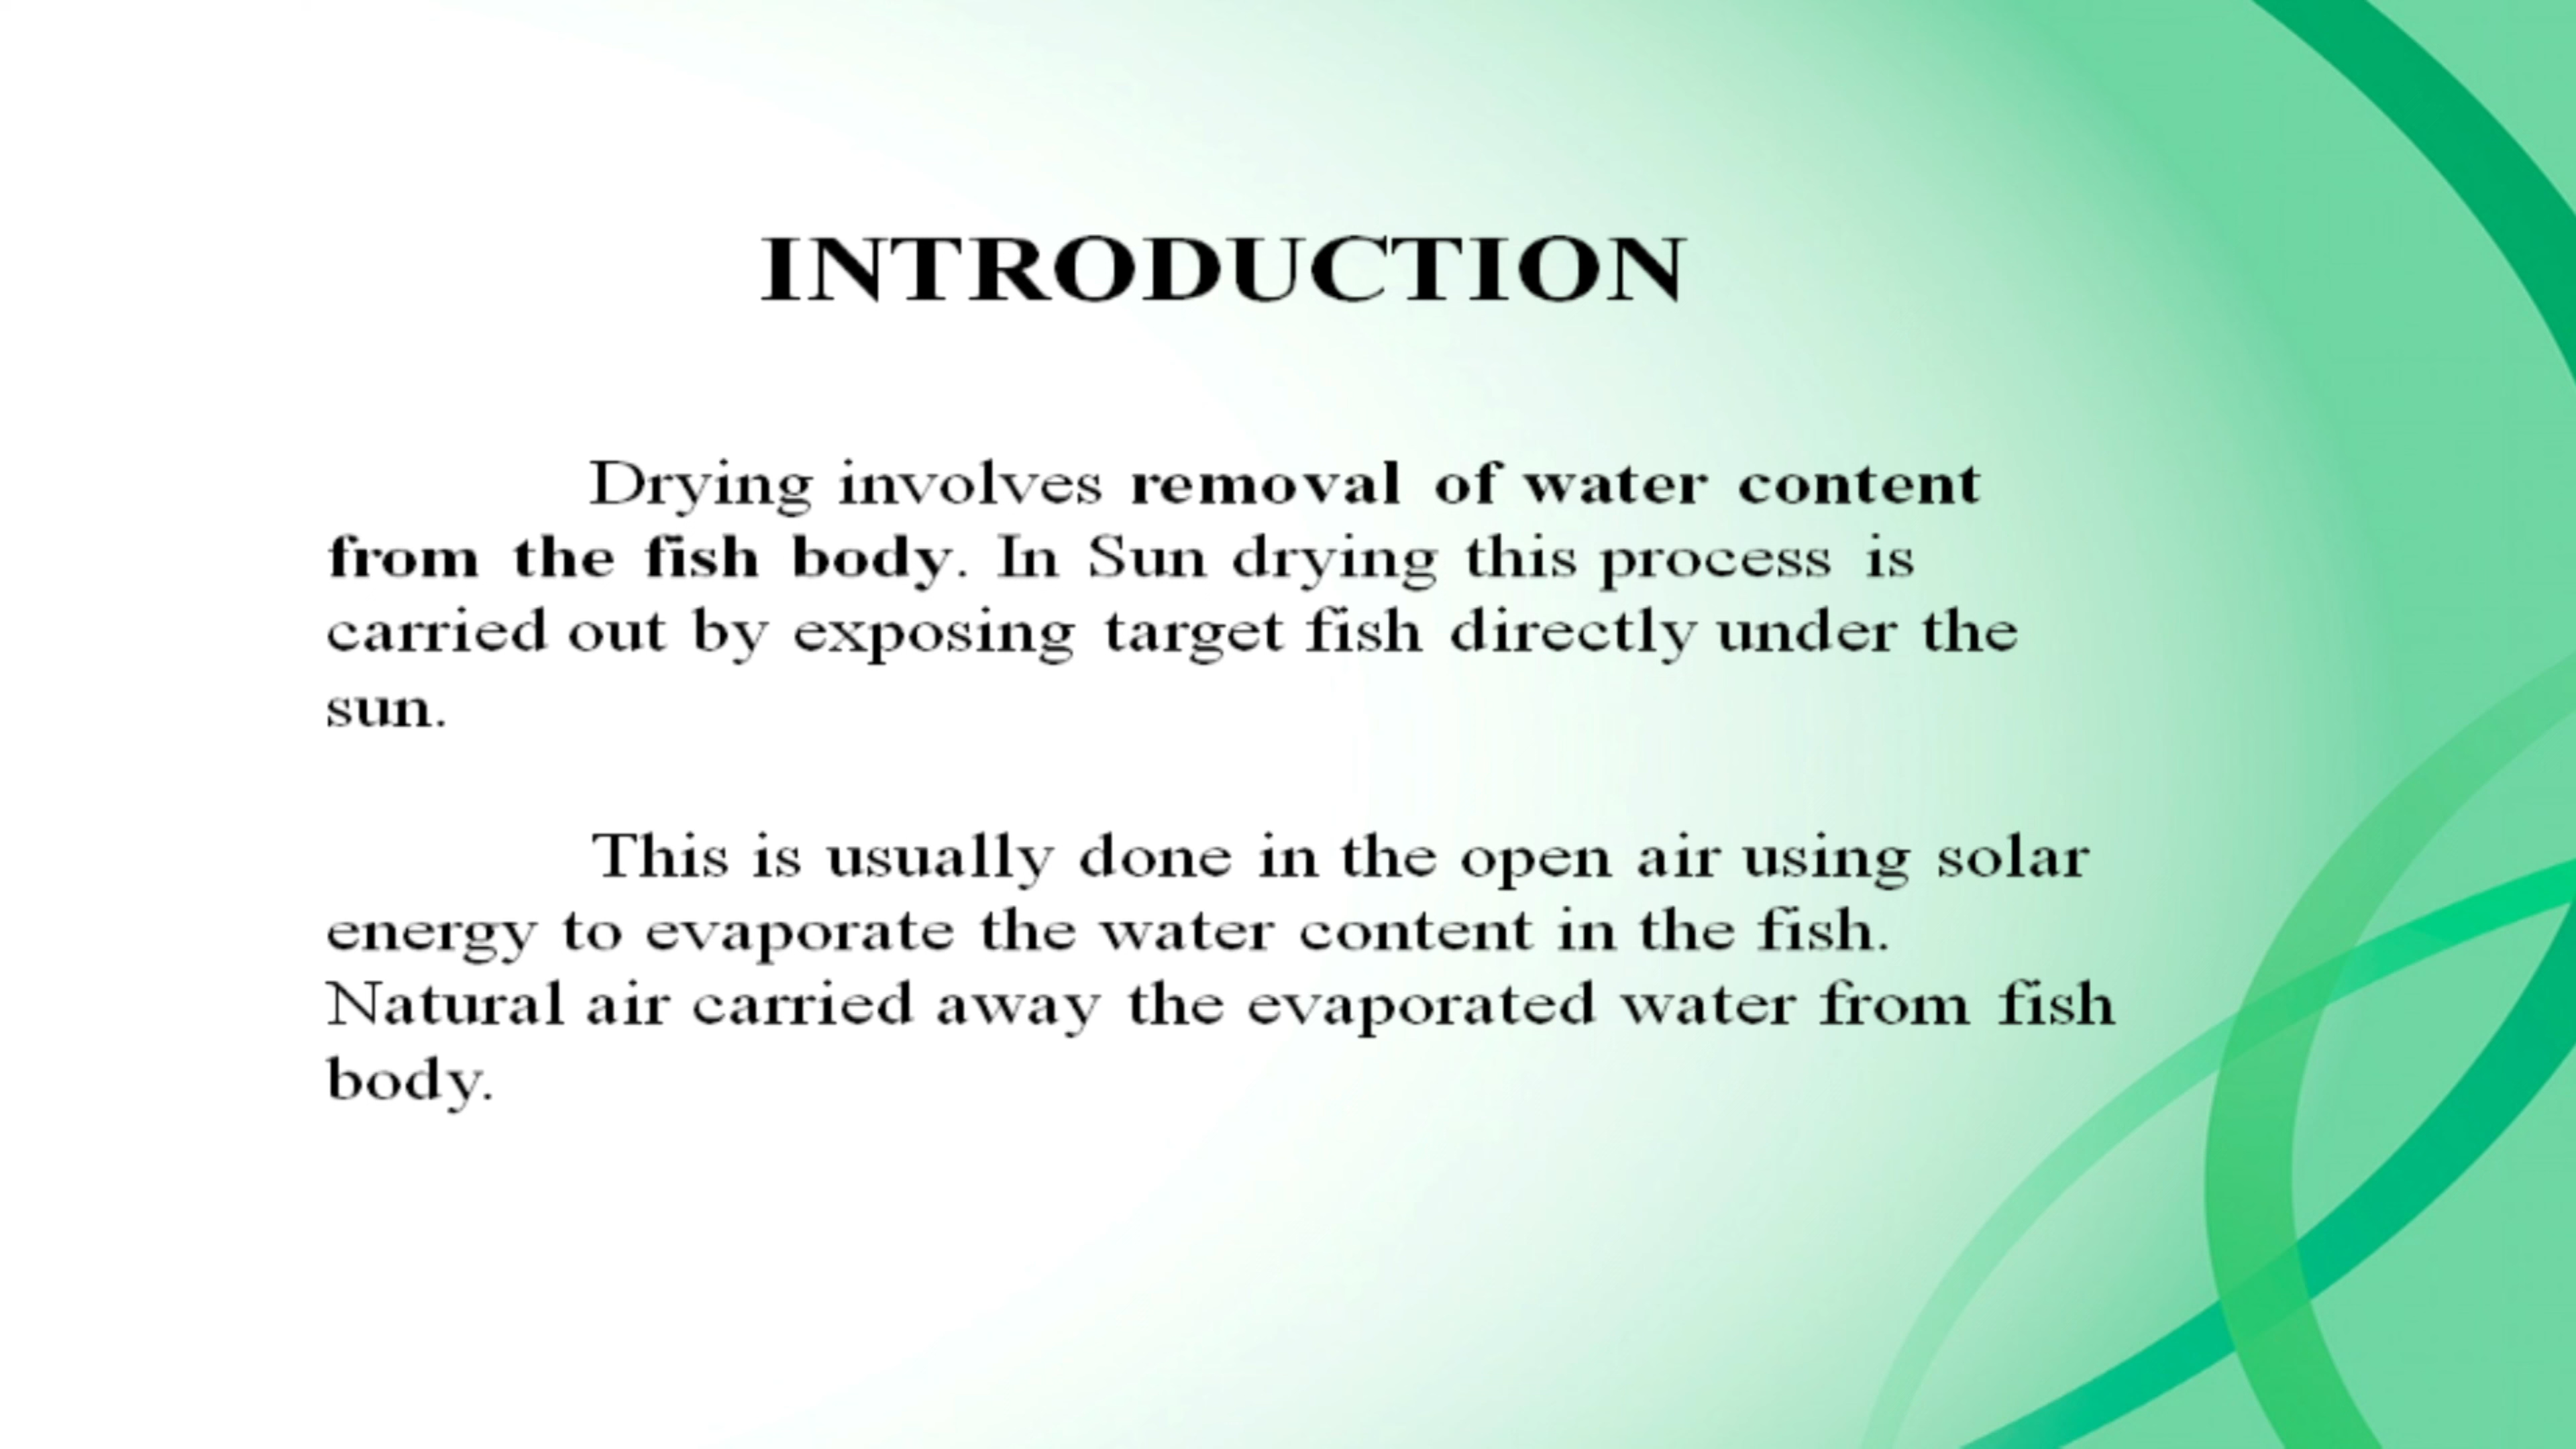 INTRODUCTION
Drying involves removal of water content
from the fish body. In Sun drying this process is
carried out by exposing target fish directly under the
sun.
This is usually done in the open air using solar
energy to evaporate the water content in the fish.
Natural air carried away the evaporated water from fish
body.